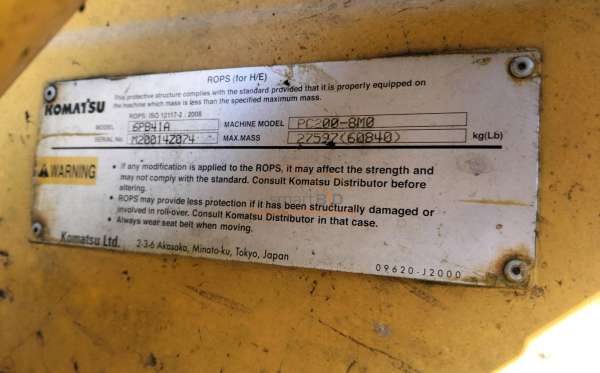 ROPS (for H/E)
This protective structure complies with the standard provided that it is properly equipped on
the machine which mass is less than the specified maximum mass.
KOMATSU
ROPS: ISO 12117-2 : 2008
MODEL 6PB41A MACHINE MODEL PC200-8M0
SERIAL No. M20014Z074 MAX.MASS 27597(60840) kg(Lb)
WARNING
• If any modification is applied to the ROPS, it may affect the strength and
may not comply with the standard. Consult Komatsu Distributor before
altering.
• ROPS may provide less protection if it has been structurally damaged or
involved in roll-over. Consult Komatsu Distributor in that case.
• Always wear seat belt when moving.
Komatsu Ltd. 2-3-6 Akasaka, Minato-ku, Tokyo, Japan
09620-J2000